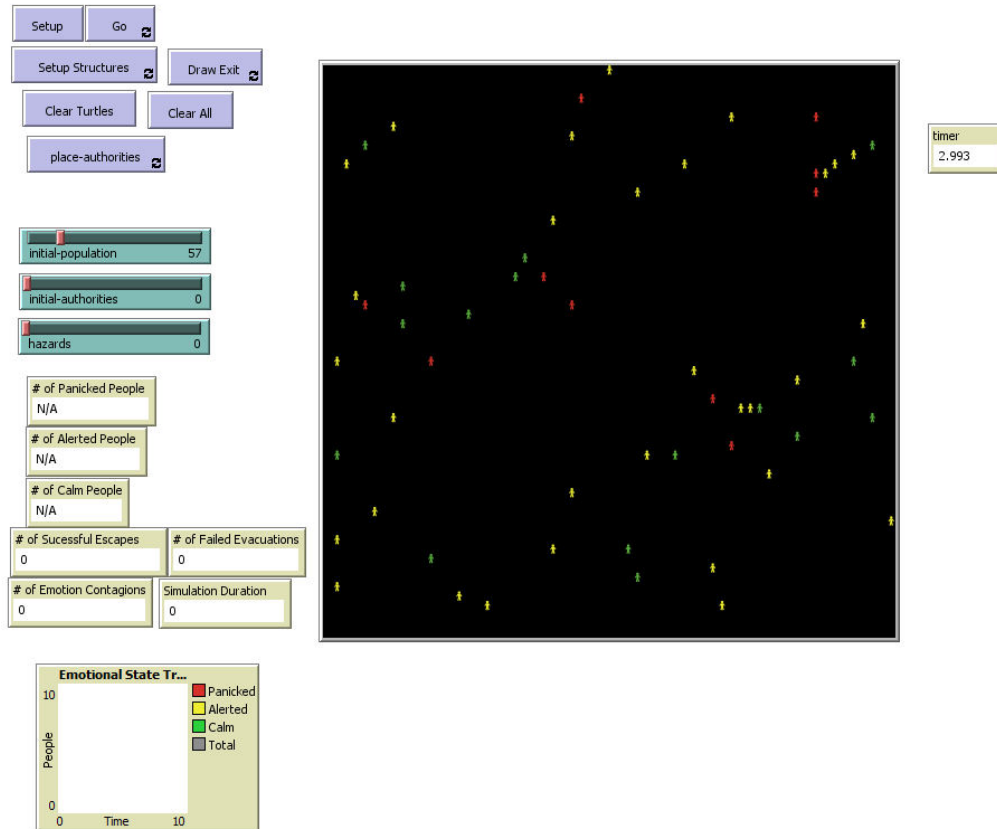 Setup
Go
Setup Structures
Draw Exit
Clear Turtles
Clear All
place-authorities
timer
2.993
initial-population 57
initial-authorities 0
hazards 0
# of Panicked People
N/A
# of Alerted People
N/A
# of Calm People
N/A
# of Sucessful Escapes
0
# of Failed Evacuations
0
# of Emotion Contagions
0
Simulation Duration
0
Emotional State Tr...
10
People
0
0
Time
10
Panicked
Alerted
Calm
Total